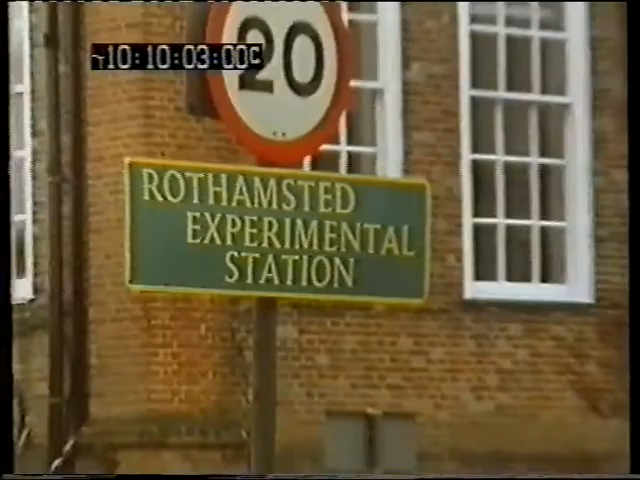 10:10:03:00
20
ROTHAMSTED
EXPERIMENTAL
STATION